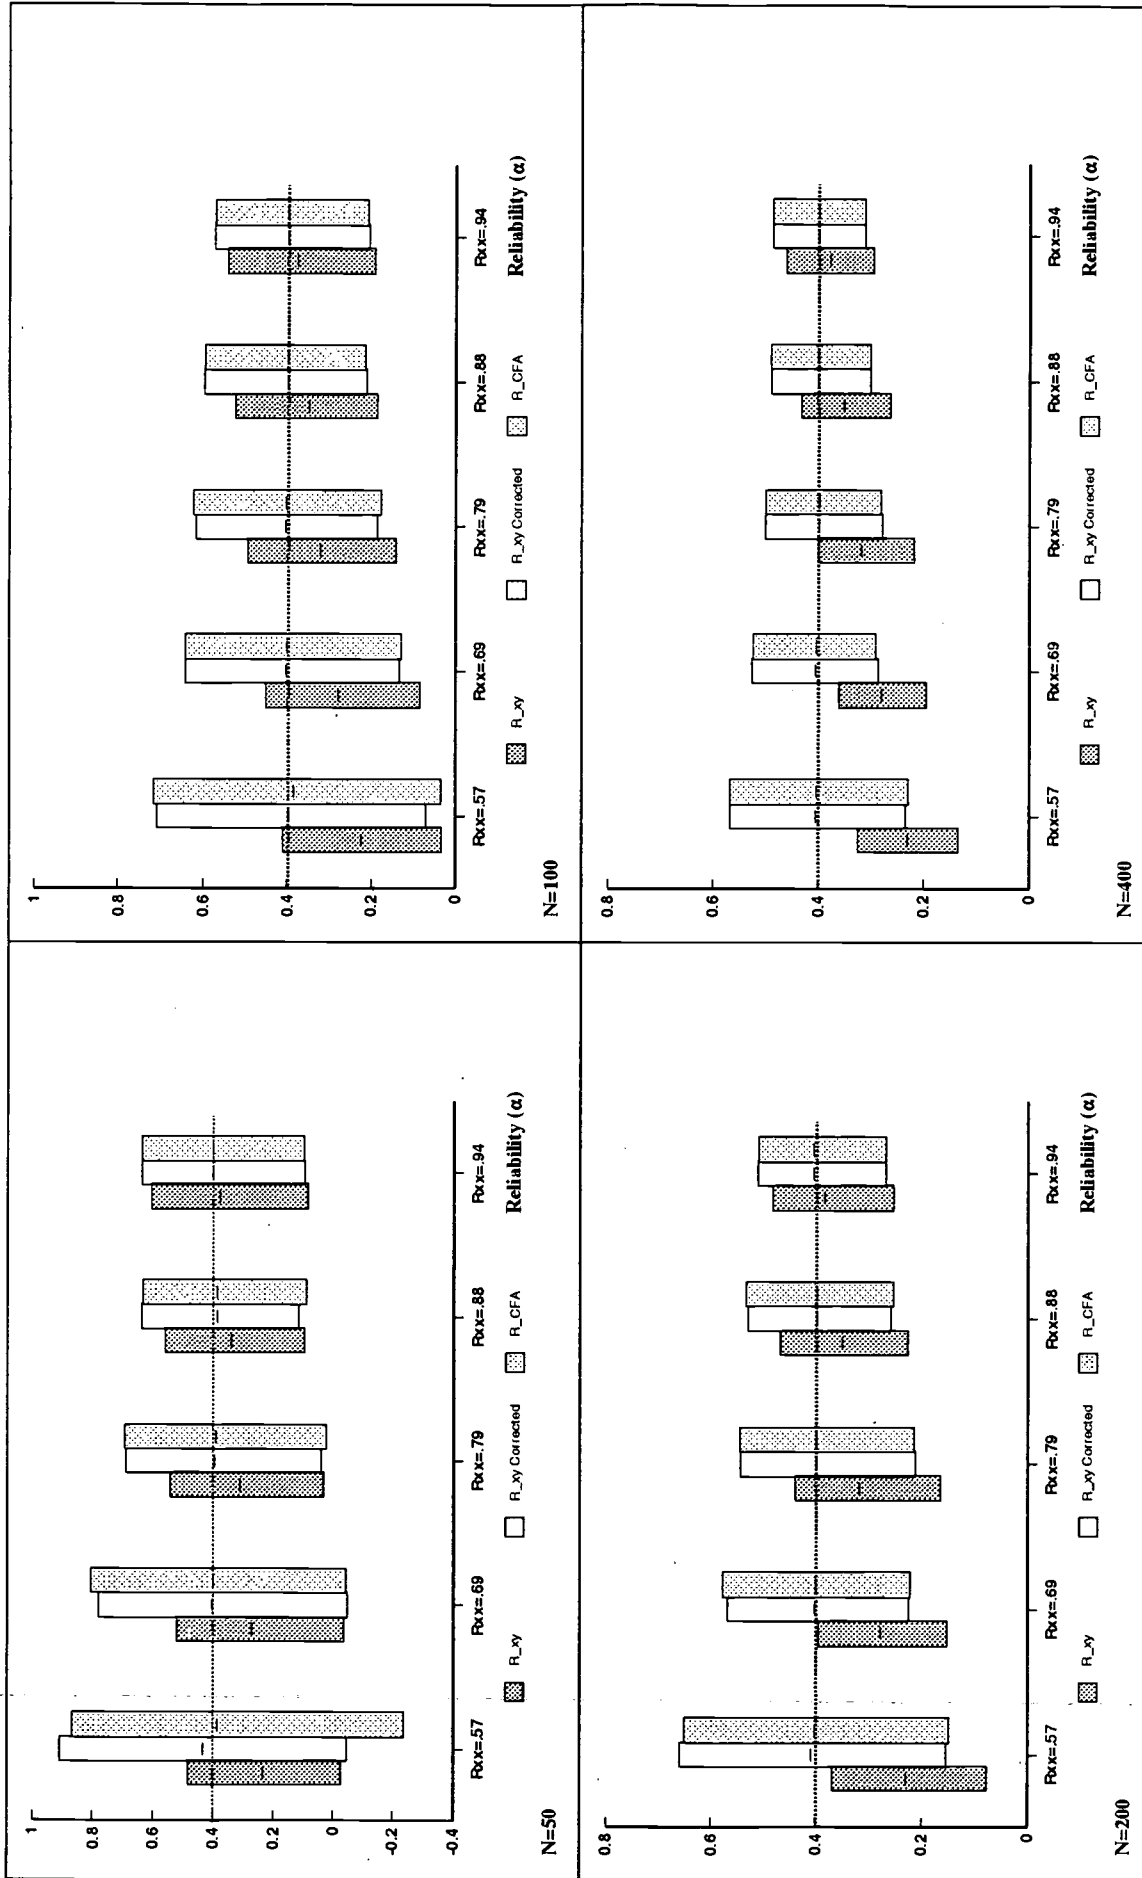 1
0.8
0.6
0.4
0.2
0
-0.2
-0.4
Rxx=.57 Rxx=.69 Rxx=.79 Rxx=.88 Rxx=.94
N=50
R_xy R_xy Corrected R_CFA Reliability (α)
1
0.8
0.6
0.4
0.2
0
Rxx=.57 Rxx=.69 Rxx=.79 Rxx=.88 Rxx=.94
N=100
R_xy R_xy Corrected R_CFA Reliability (α)
0.8
0.6
0.4
0.2
0
Rxx=.57 Rxx=.69 Rxx=.79 Rxx=.88 Rxx=.94
N=200
R_xy R_xy Corrected R_CFA Reliability (α)
0.8
0.6
0.4
0.2
0
Rxx=.57 Rxx=.69 Rxx=.79 Rxx=.88 Rxx=.94
N=400
R_xy R_xy Corrected R_CFA Reliability (α)